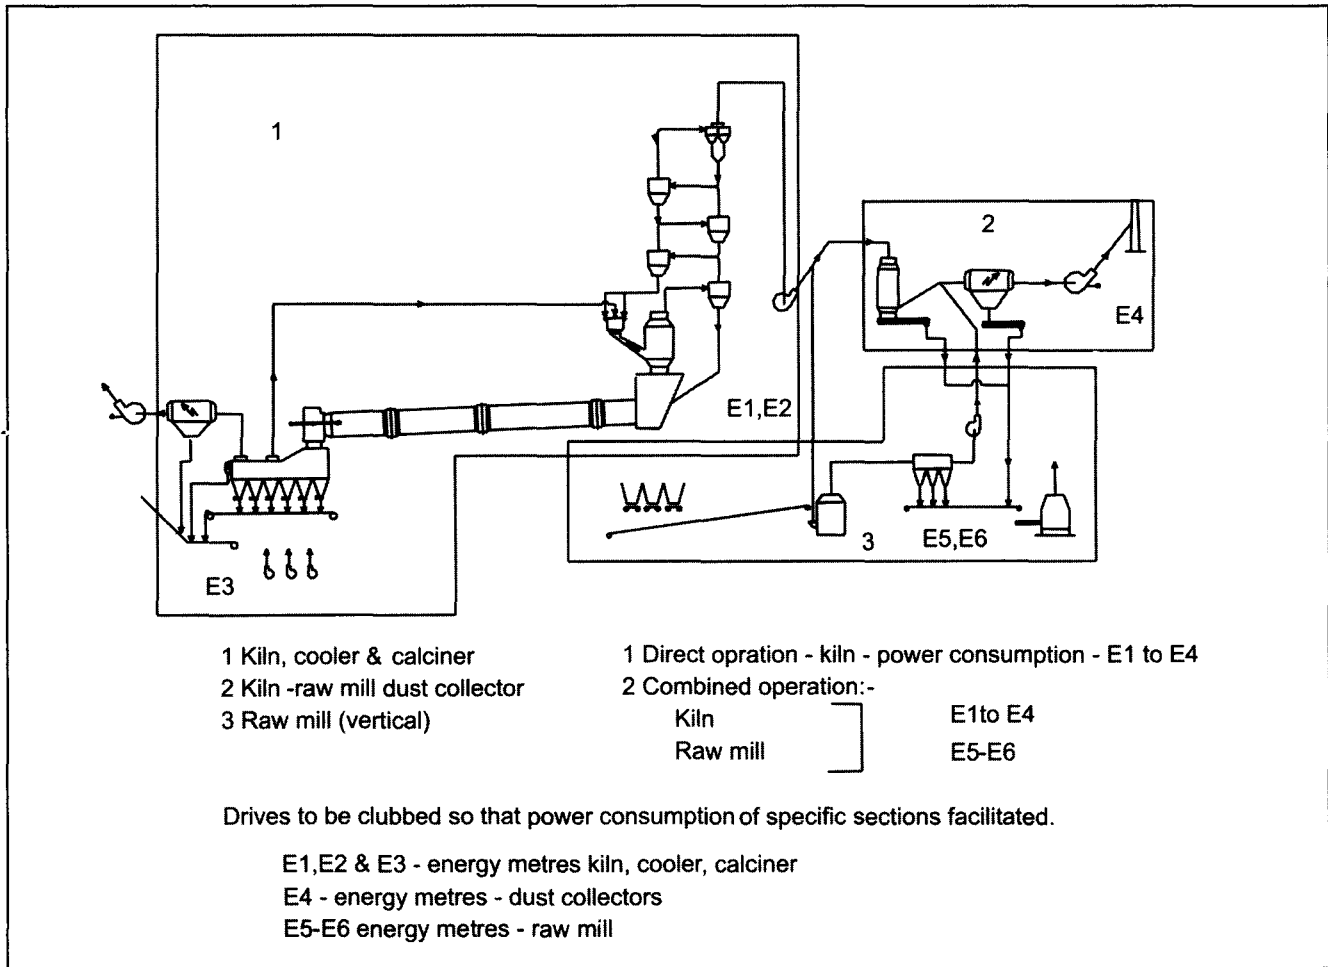 1
2
E4
E1,E2
3
E5,E6
E3
1 Kiln, cooler & calciner
2 Kiln -raw mill dust collector
3 Raw mill (vertical)
1 Direct opration - kiln - power consumption - E1 to E4
2 Combined operation:-
Kiln E1to E4
Raw mill E5-E6
Drives to be clubbed so that power consumption of specific sections facilitated.
E1,E2 & E3 - energy metres kiln, cooler, calciner
E4 - energy metres - dust collectors
E5-E6 energy metres - raw mill